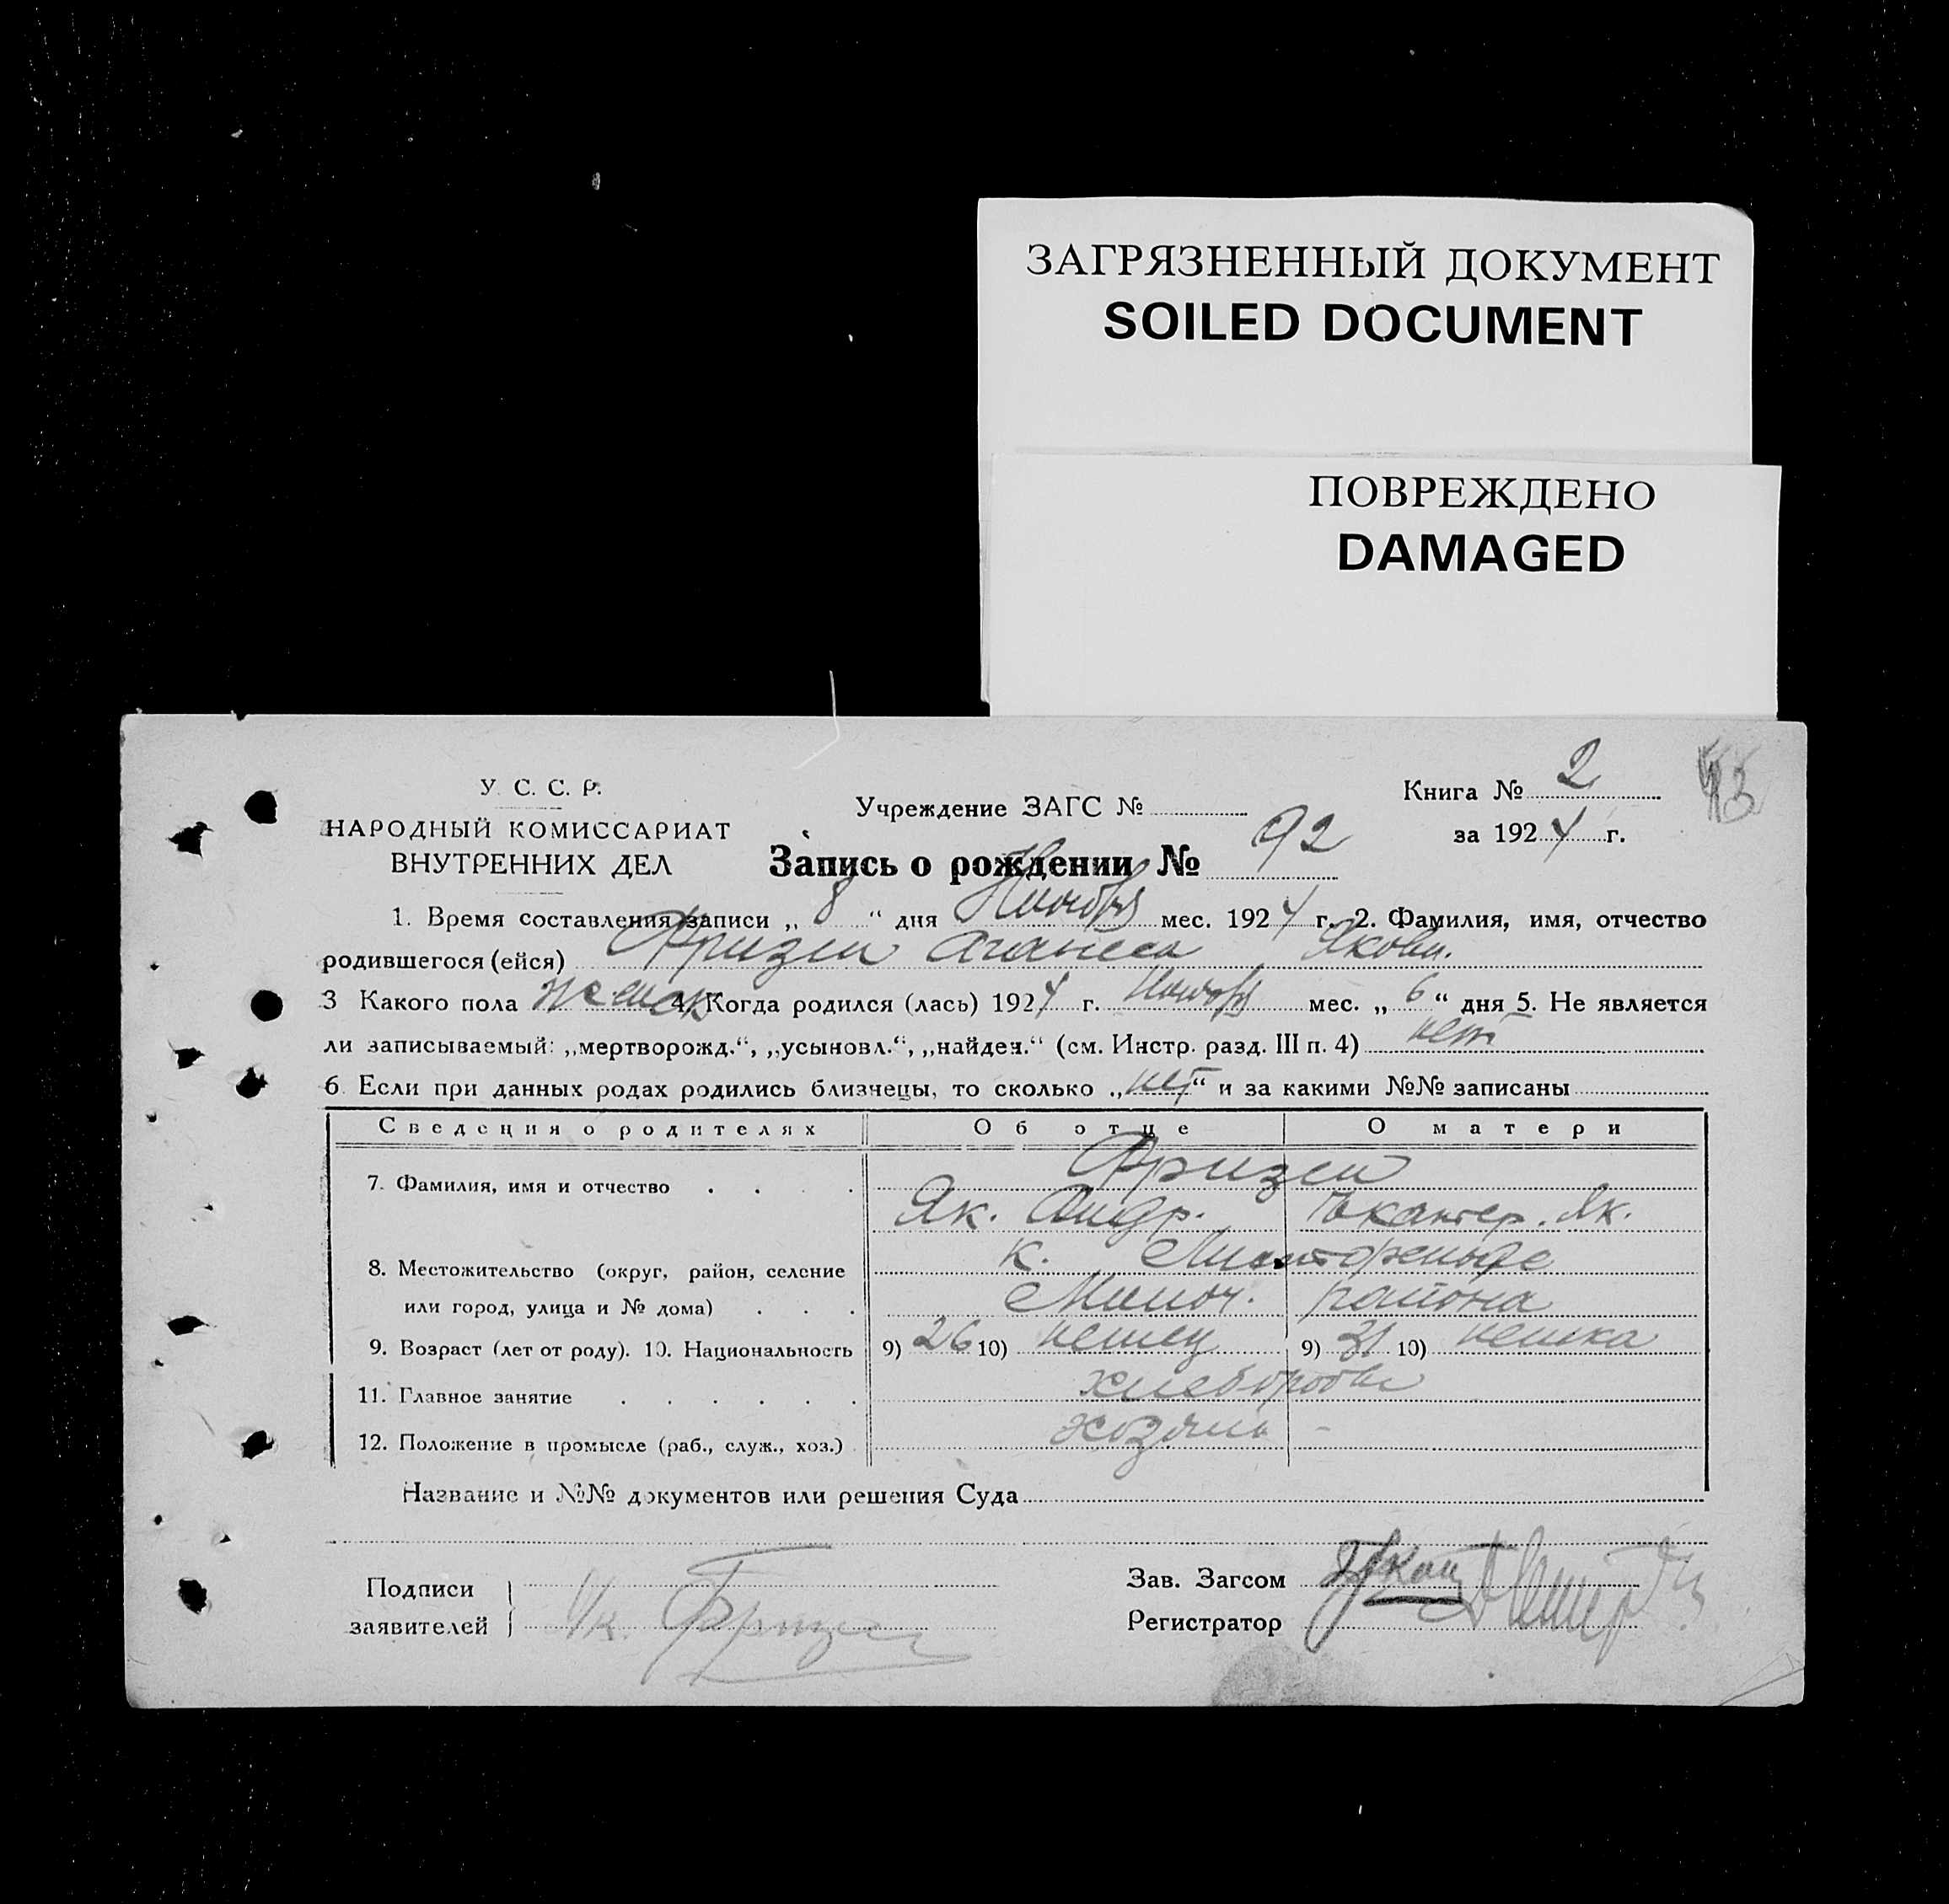 ЗАГРЯЗНЕННЫЙ ДОКУМЕНТ
SOILED DOCUMENT
ПОВРЕЖДЕНО
DAMAGED
У. С. С. Р.
НАРОДНЫЙ КОМИССАРИАТ
ВНУТРЕННИХ ДЕЛ
Учреждение ЗАГС №
Книга № 2
за 1924 г.
Запись о рождении № 92
1. Время составления записи „ 8 “ дня Ноября мес. 1924 г. 2. Фамилия, имя, отчество
родившегося (ейся) Фризен Аганеса Яковл.
3 Какого пола женск 4. Когда родился (лась) 1924 г. Ноября мес. „ 6 “ дня 5. Не является
ли записываемый: „мертворожд.“, „усыновл.“, „найден.“ (см. Инстр. разд. III п. 4) нет
6 Если при данных родах родились близнецы, то сколько „нет“ и за какими №№ записаны
Сведения о родителях Об отце О матери
7. Фамилия, имя и отчество Фризен
Як. Андр. Екатер. Як.
8. Местожительство (округ, район, селение к.
или город, улица и № дома) района
9. Возраст (лет от роду). 10. Национальность 9) 26 10) немец 9) 31 10) немка
11. Главное занятие хлебороб
12. Положение в промысле (раб., служ., хоз.) хозяин -
Название и №№ документов или решения Суда
Подписи
заявителей Фризен
Зав. Загсом
Регистратор